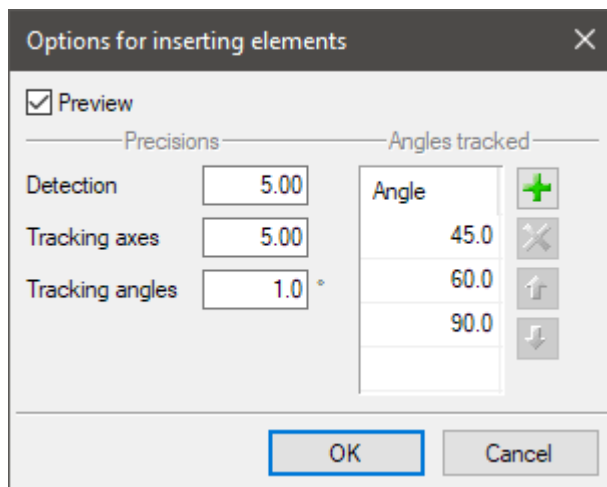 Options for inserting elements
Preview
Precisions
Angles tracked
Detection 5.00
Tracking axes 5.00
Tracking angles 1.0 °
Angle
45.0
60.0
90.0
OK Cancel